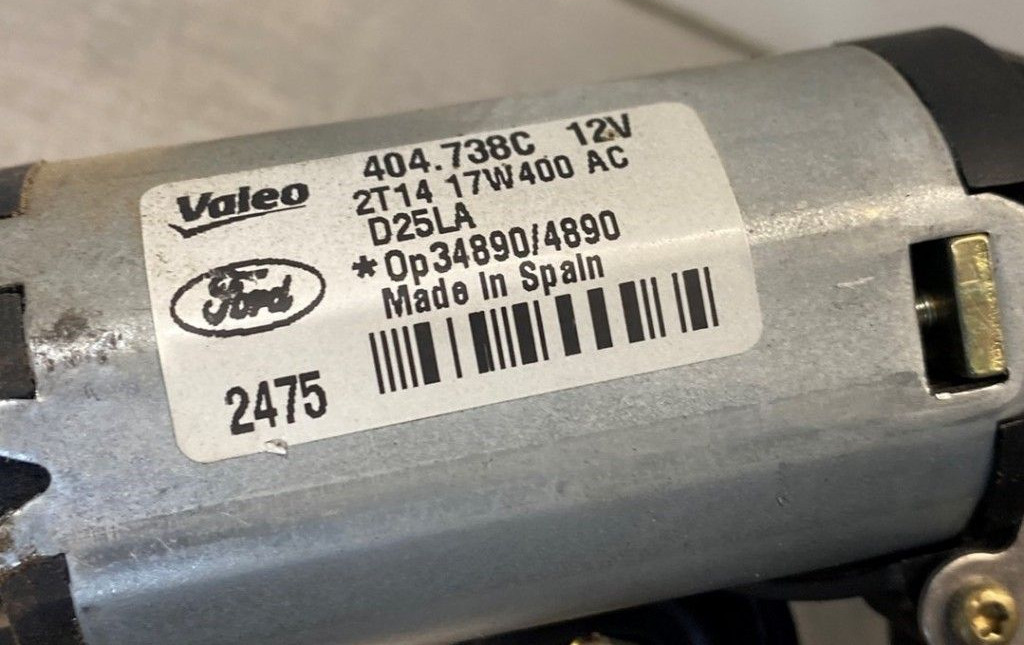 Valeo
404.738C 12V
2T14 17W400 AC
D25LA
*Op34890/4890
Made In Spain
Ford
2475